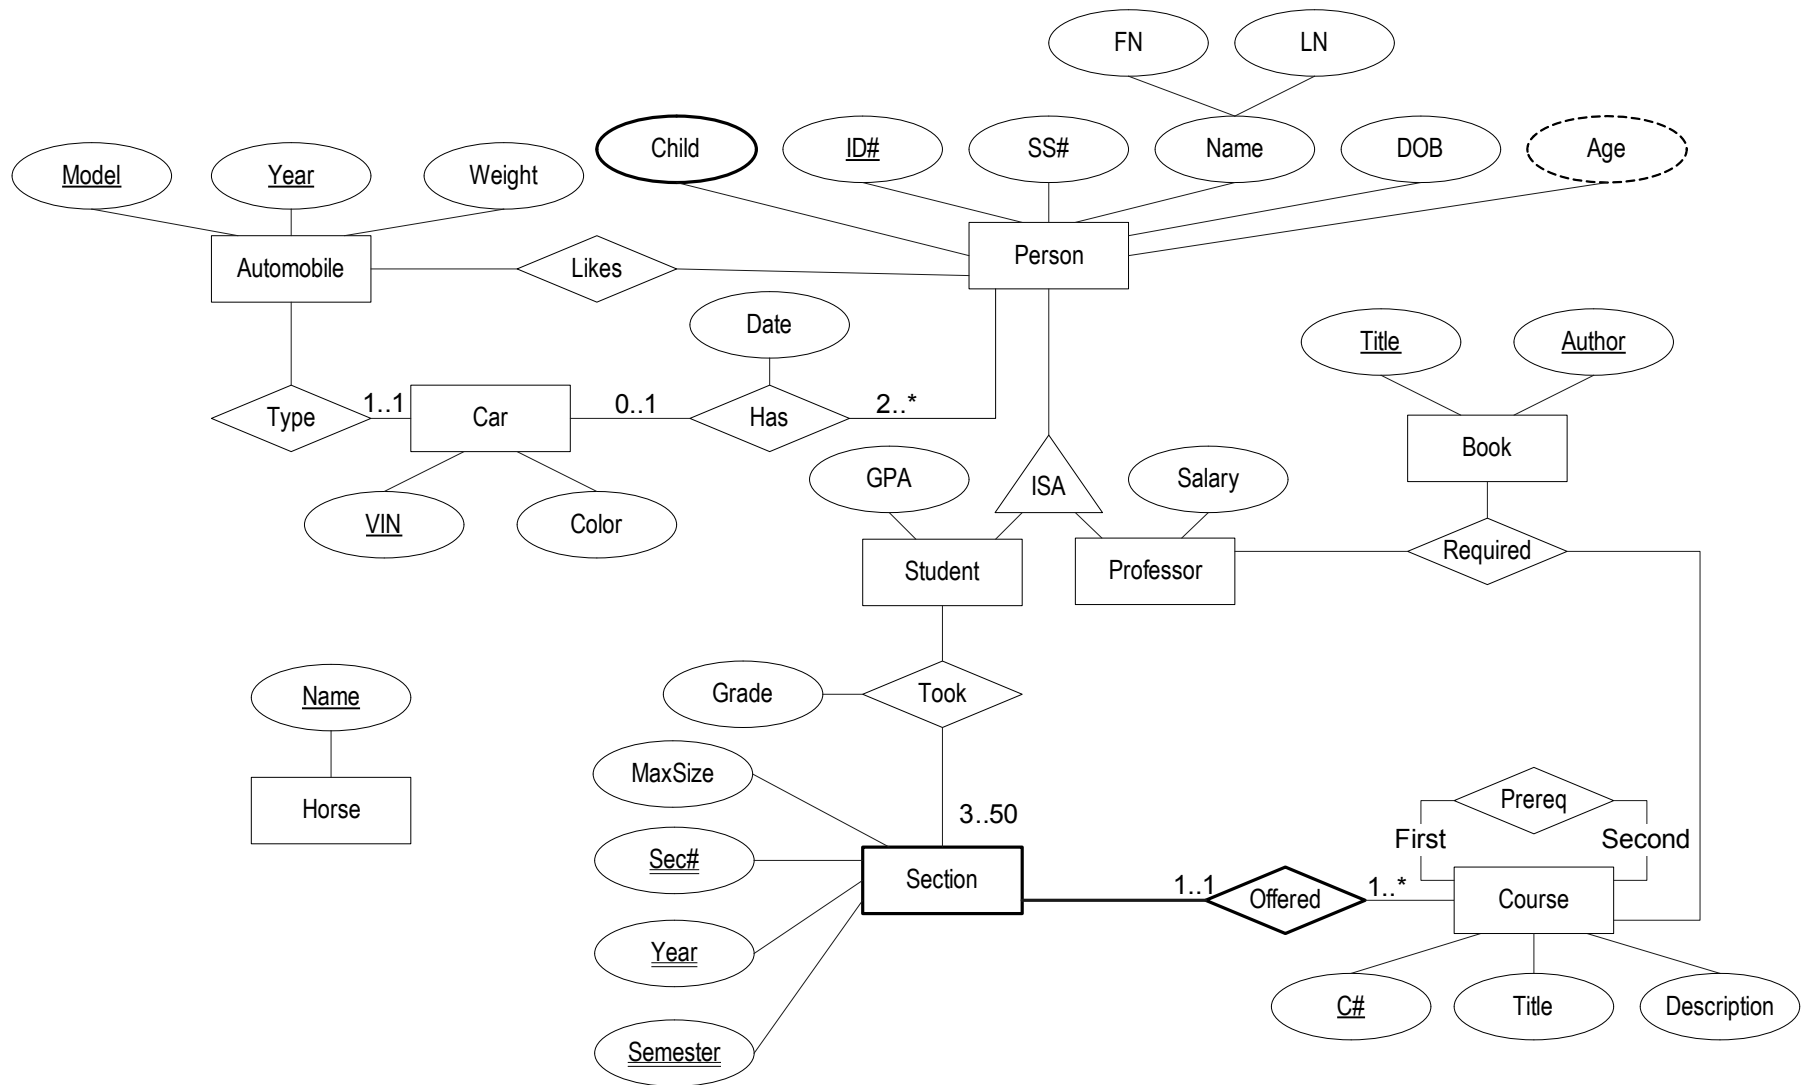 FN
LN
Child
ID#
SS#
Name
DOB
Age
Model
Year
Weight
Automobile
Likes
Person
Date
Title
Author
Type
1..1
Car
0..1
Has
2..*
Book
GPA
ISA
Salary
VIN
Color
Student
Professor
Required
Name
Grade
Took
MaxSize
Horse
3..50
Prereq
First
Second
Sec#
Section
1..1
Offered
1..*
Course
Year
C#
Title
Description
Semester